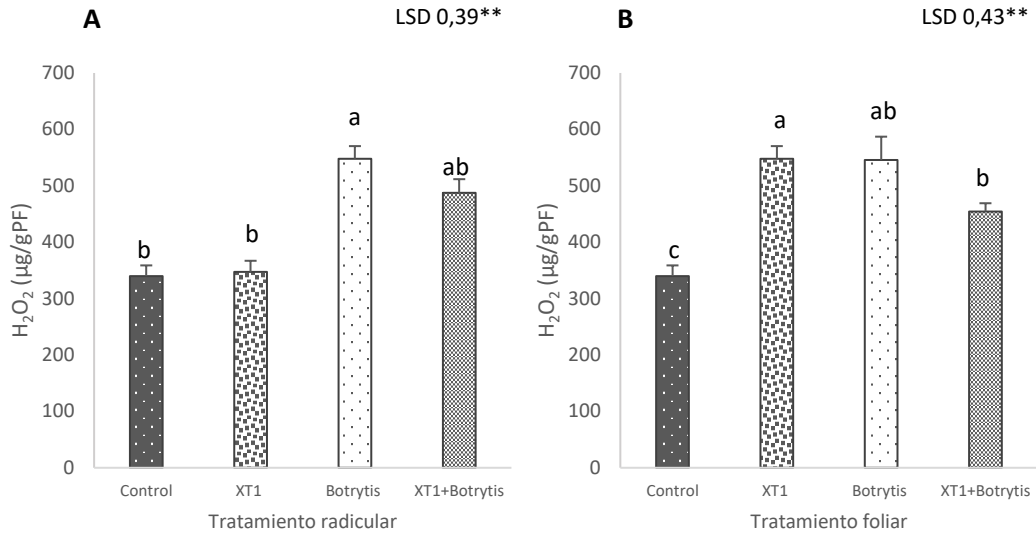 A
LSD 0,39**
700
600
500
400
300
200
100
0
H₂O₂ (µg/gPF)
b
b
a
ab
Control
XT1
Botrytis
XT1+Botrytis
Tratamiento radicular
B
LSD 0,43**
700
600
500
400
300
200
100
0
H₂O₂ (µg/gPF)
c
a
ab
b
Control
XT1
Botrytis
XT1+Botrytis
Tratamiento foliar